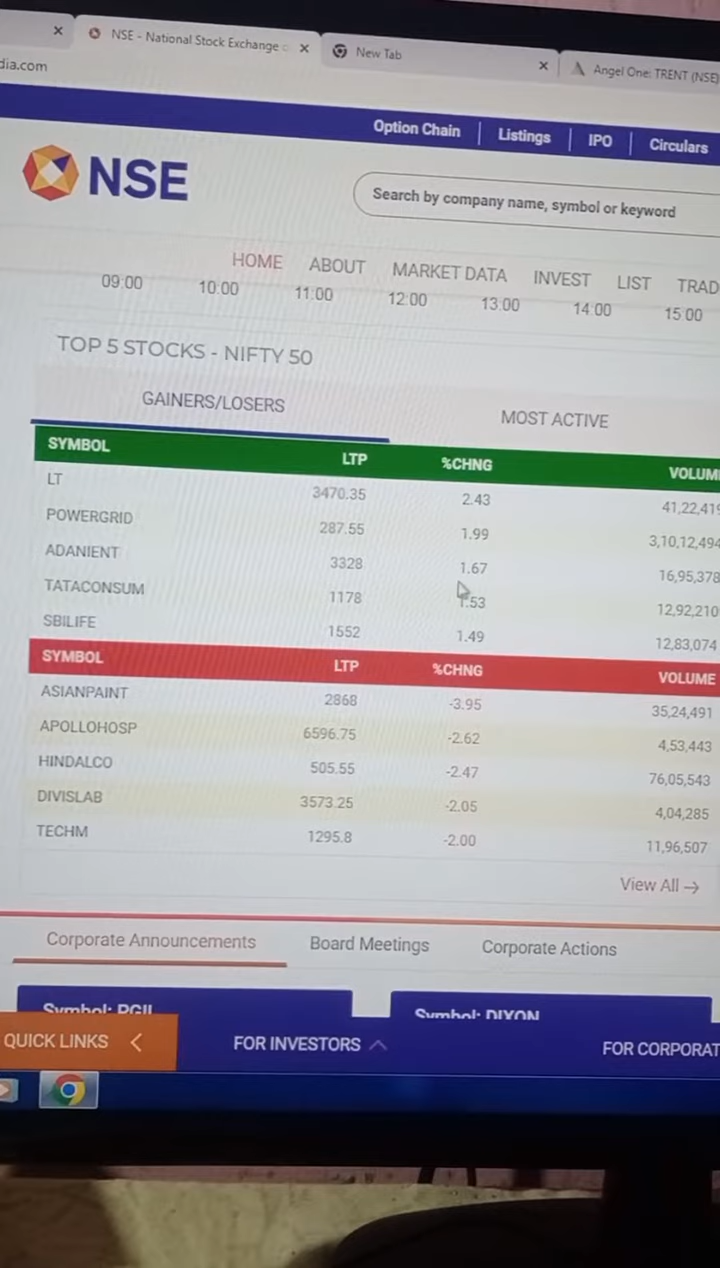 NSE - National Stock Exchange
New Tab
Angel One: TRENT (NSE)
dia.com
Option Chain | Listings | IPO | Circulars
NSE
Search by company name, symbol or keyword
HOME ABOUT MARKET DATA INVEST LIST TRAD
09:00 10:00 11:00 12:00 13:00 14:00 15:00
TOP 5 STOCKS - NIFTY 50
GAINERS/LOSERS MOST ACTIVE
SYMBOL LTP %CHNG VOLUM
LT 3470.35 2.43 41,22,419
POWERGRID 287.55 1.99 3,10,12,494
ADANIENT 3328 1.67 16,95,378
TATACONSUM 1178 1.53 12,92,210
SBILIFE 1552 1.49 12,83,074
SYMBOL LTP %CHNG VOLUME
ASIANPAINT 2868 -3.95 35,24,491
APOLLOHOSP 6596.75 -2.62 4,53,443
HINDALCO 505.55 -2.47 76,05,543
DIVISLAB 3573.25 -2.05 4,04,285
TECHM 1295.8 -2.00 11,96,507
View All
Corporate Announcements Board Meetings Corporate Actions
Symbol: PGIL Symbol: DIXON
QUICK LINKS FOR INVESTORS FOR CORPORAT